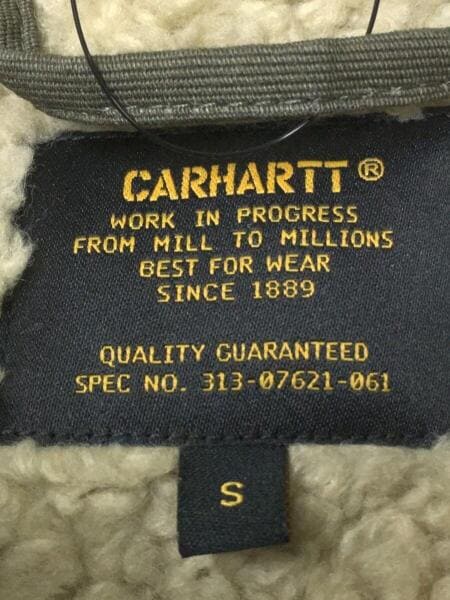 CARHARTT®
WORK IN PROGRESS
FROM MILL TO MILLIONS
BEST FOR WEAR
SINCE 1889
QUALITY GUARANTEED
SPEC NO. 313-07621-061
S